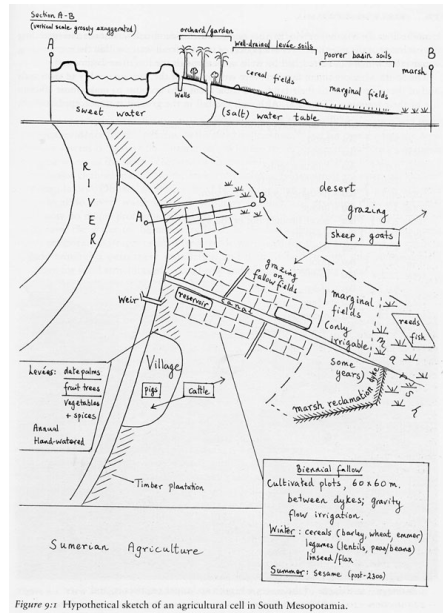 Section A-B
(vertical scale grossly exaggerated)
orchard/garden
well-drained levée soils
poorer basin soils
A
B
cereal fields
marsh
Wells
marginal fields
sweet water
(salt) water table
RIVER
A
B
desert
grazing
sheep, goats
grazing on fallow fields
reservoir
canal
Weir
marginal
fields
(only
irrigable
some
years)
reeds
fish
marsh
marsh reclamation dyke
Village
pigs
cattle
Levées: datepalms
fruit trees
vegetables
+ spices
Annual
Hand-watered
Timber plantation
Biennial fallow
Cultivated plots, 60 x 60 m.
between dykes; gravity
flow irrigation.
Winter: cereals (barley, wheat, emmer)
legumes (lentils, peas/beans)
linseed/flax
Summer: sesame (post-2300)
Sumerian Agriculture
Figure 9:1 Hypothetical sketch of an agricultural cell in South Mesopotamia.